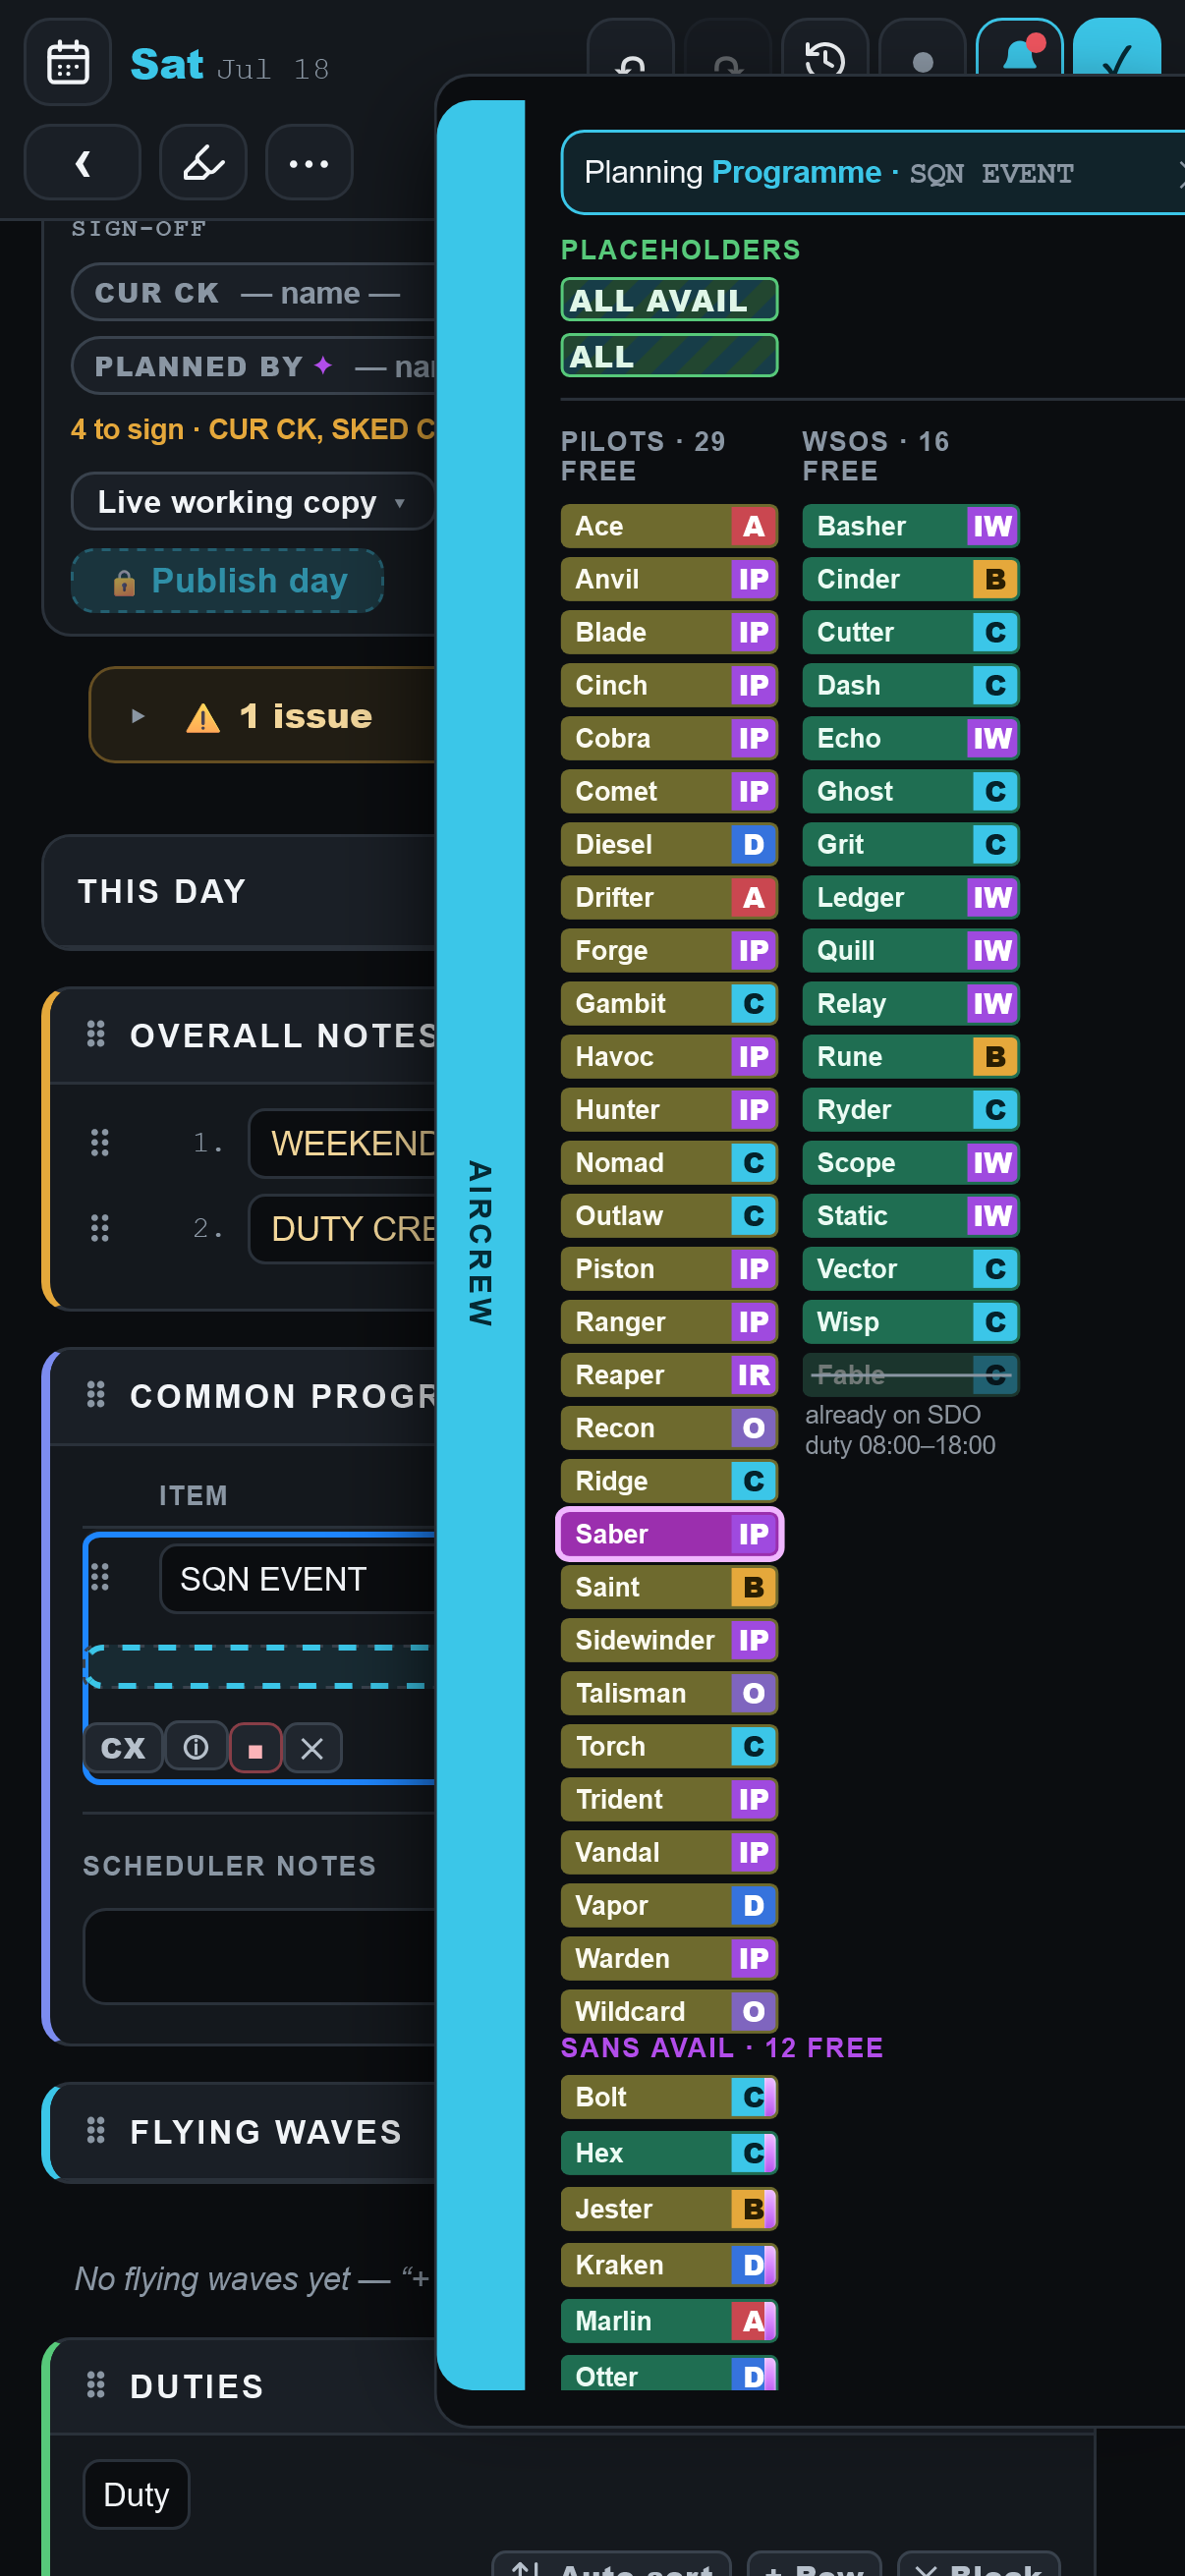 Sat Jul 18
SIGN-OFF
CUR CK — name —
PLANNED BY ✦ —
4 to sign · CUR CK, SKED
Live working copy ▾
🔒 Publish day
▸ ⚠ 1 issue
THIS DAY
OVERALL NOTES
1. WEEKEND
2. DUTY
COMMON
ITEM
SQN EVENT
CX
SCHEDULER NOTES
FLYING WAVES
No flying waves yet — “+
DUTIES
Duty
Auto-sort + Row ✕ Block
AIRCREW
Planning Programme · SQN EVENT
PLACEHOLDERS
ALL AVAIL
ALL
PILOTS · 29
FREE
Ace A
Anvil IP
Blade IP
Cinch IP
Cobra IP
Comet IP
Diesel D
Drifter A
Forge IP
Gambit C
Havoc IP
Hunter IP
Nomad C
Outlaw C
Piston IP
Ranger IP
Reaper IR
Recon O
Ridge C
Saber IP
Saint B
Sidewinder IP
Talisman O
Torch C
Trident IP
Vandal IP
Vapor D
Warden IP
Wildcard O
WSOS · 16
FREE
Basher IW
Cinder B
Cutter C
Dash C
Echo IW
Ghost C
Grit C
Ledger IW
Quill IW
Relay IW
Rune B
Ryder C
Scope IW
Static IW
Vector C
Wisp C
Fable C
already on SDO
duty 08:00–18:00
SANS AVAIL · 12 FREE
Bolt C
Hex C
Jester B
Kraken D
Marlin A
Otter D